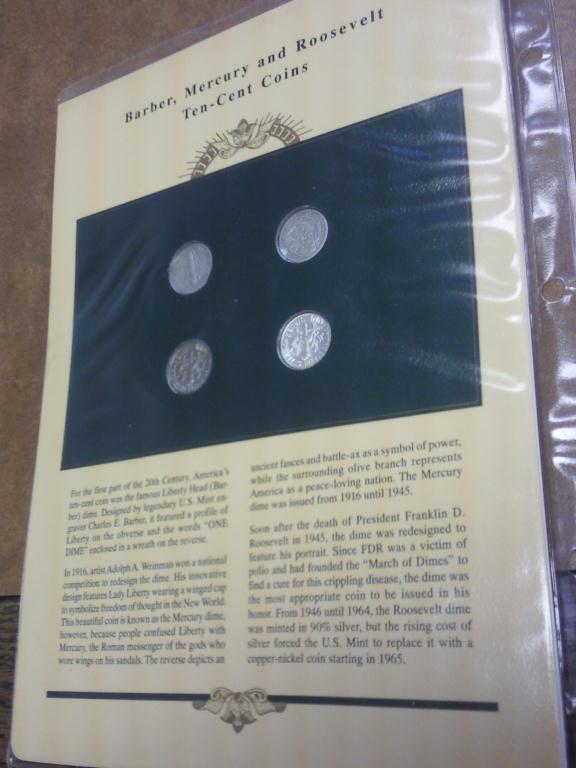 Barber, Mercury and Roosevelt
Ten-Cent Coins
For the first part of the 20th Century, America's
ten-cent coin was the famous Liberty Head (Bar-
ber) dime. Designed by legendary U.S. Mint en-
graver Charles E. Barber, it featured a profile of
Liberty on the obverse and the words "ONE
DIME" enclosed in a wreath on the reverse.
In 1916, artist Adolph A. Weinman won a national
competition to redesign the dime. His innovative
design features Lady Liberty wearing a winged cap
to symbolize freedom of thought in the New World.
This beautiful coin is known as the Mercury dime,
however, because people confused Liberty with
Mercury, the Roman messenger of the gods who
wore wings on his sandals. The reverse depicts an
ancient fasces and battle-ax as a symbol of power,
while the surrounding olive branch represents
America as a peace-loving nation. The Mercury
dime was issued from 1916 until 1945.
Soon after the death of President Franklin D.
Roosevelt in 1945, the dime was redesigned to
feature his portrait. Since FDR was a victim of
polio and had founded the "March of Dimes" to
find a cure for this crippling disease, the dime was
the most appropriate coin to be issued in his
honor. From 1946 until 1964, the Roosevelt dime
was minted in 90% silver, but the rising cost of
silver forced the U.S. Mint to replace it with a
copper-nickel coin starting in 1965.